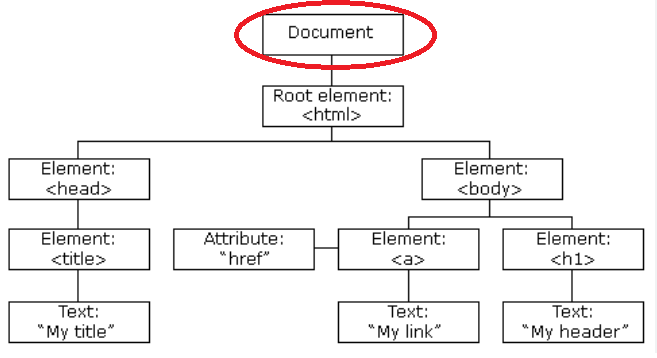 Document
Root element:
<html>
Element:
<head>
Element:
<body>
Element:
<title>
Attribute:
“href”
Element:
<a>
Element:
<h1>
Text:
“My title”
Text:
“My link”
Text:
“My header”